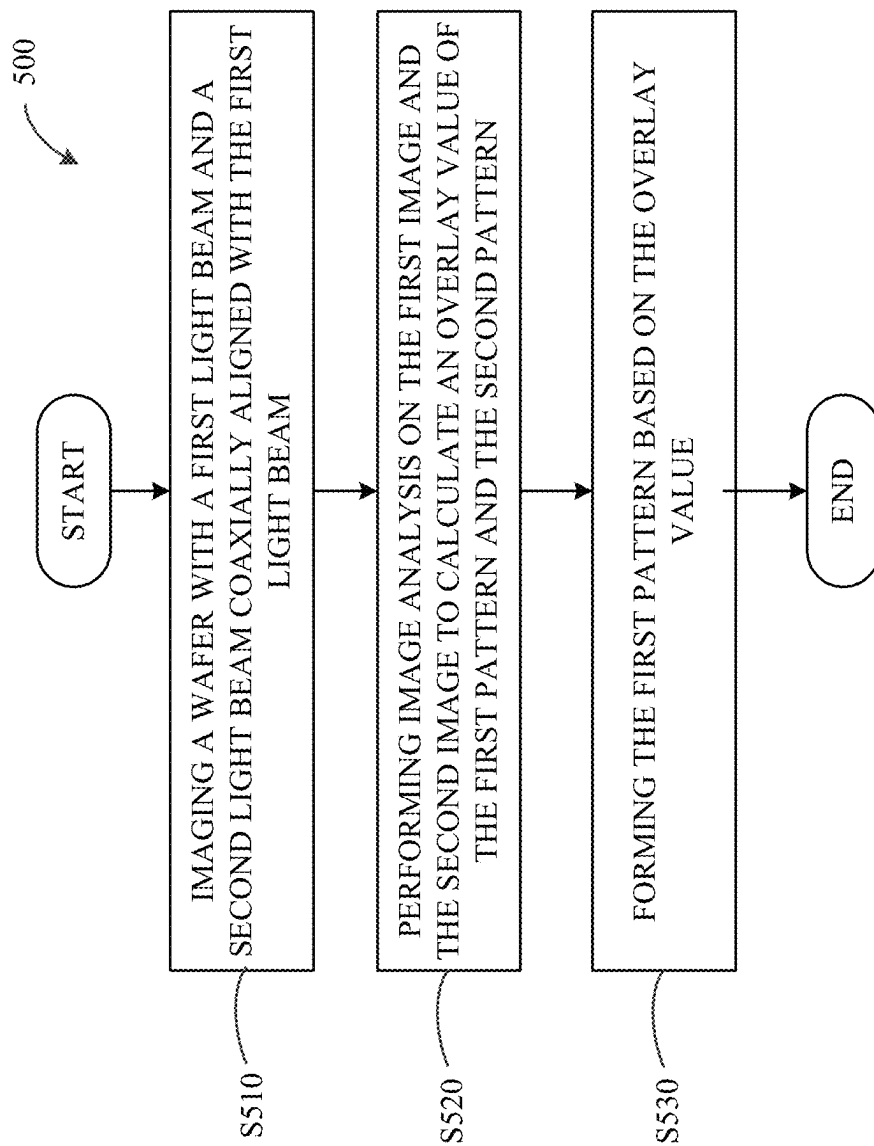 500
START
S510
IMAGING A WAFER WITH A FIRST LIGHT BEAM AND A
SECOND LIGHT BEAM COAXIALLY ALIGNED WITH THE FIRST
LIGHT BEAM
S520
PERFORMING IMAGE ANALYSIS ON THE FIRST IMAGE AND
THE SECOND IMAGE TO CALCULATE AN OVERLAY VALUE OF
THE FIRST PATTERN AND THE SECOND PATTERN
S530
FORMING THE FIRST PATTERN BASED ON THE OVERLAY
VALUE
END